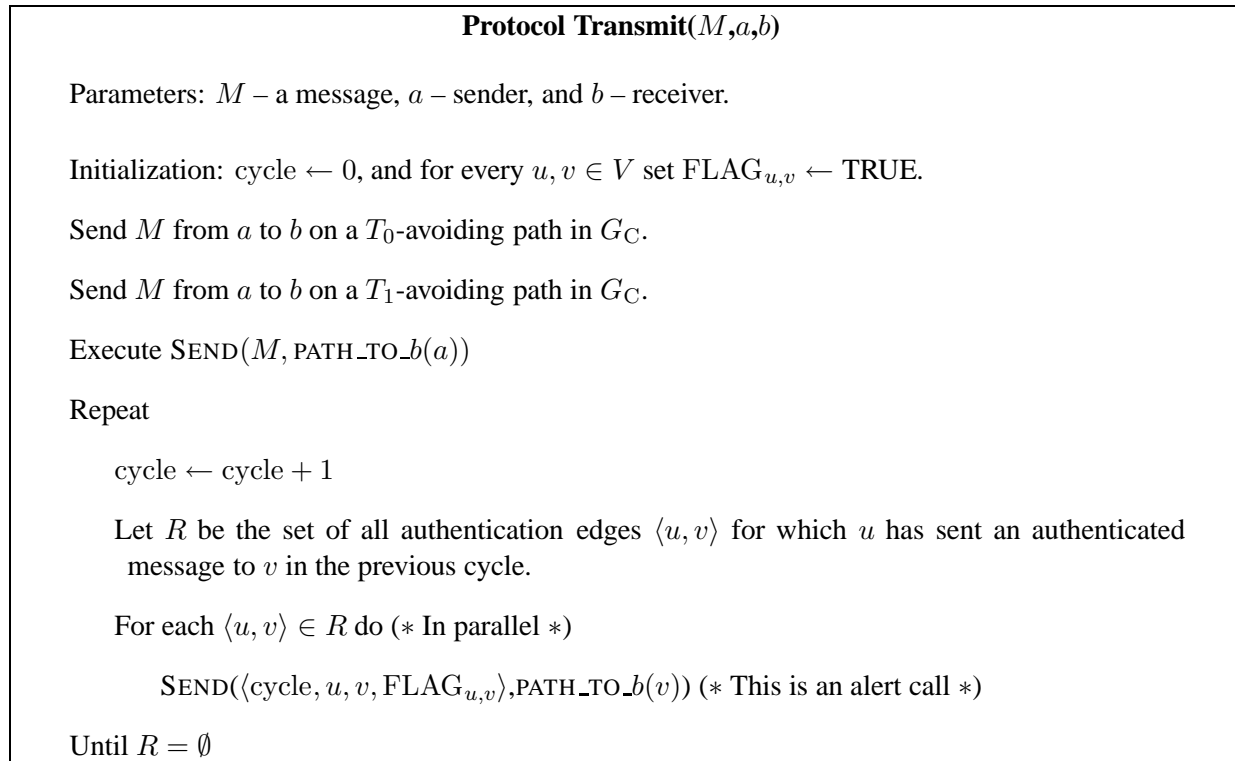 Protocol Transmit(M,a,b)
Parameters: M – a message, a – sender, and b – receiver.
Initialization: cycle ← 0, and for every u, v ∈ V set FLAG_{u,v} ← TRUE.
Send M from a to b on a T_0-avoiding path in G_C.
Send M from a to b on a T_1-avoiding path in G_C.
Execute SEND(M, PATH_TO_b(a))
Repeat
cycle ← cycle + 1
Let R be the set of all authentication edges ⟨u, v⟩ for which u has sent an authenticated
message to v in the previous cycle.
For each ⟨u, v⟩ ∈ R do (∗ In parallel ∗)
SEND(⟨cycle, u, v, FLAG_{u,v}⟩,PATH_TO_b(v)) (∗ This is an alert call ∗)
Until R = ∅